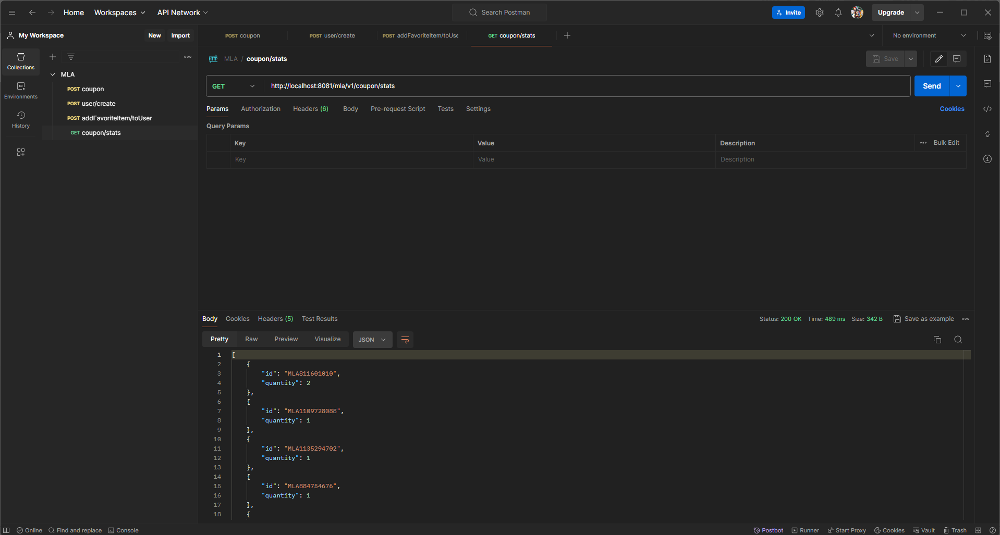 Home Workspaces API Network Search Postman Invite Upgrade
My Workspace New Import POST coupon POST user/create POST addFavoriteItem/toUse GET coupon/stats No environment
Collections
Environments
History
MLA
POST coupon
POST user/create
POST addFavoriteItem/toUser
GET coupon/stats
HTTP MLA / coupon/stats Save
GET http://localhost:8081/mla/v1/coupon/stats Send
Params Authorization Headers (6) Body Pre-request Script Tests Settings Cookies
Query Params
Key Value Description Bulk Edit
Key Value Description
Body Cookies Headers (5) Test Results Status: 200 OK Time: 489 ms Size: 342 B Save as example
Pretty Raw Preview Visualize JSON
1 [
2 {
3 "id": "MLA811601010",
4 "quantity": 2
5 },
6 {
7 "id": "MLA1109728088",
8 "quantity": 1
9 },
10 {
11 "id": "MLA1135294702",
12 "quantity": 1
13 },
14 {
15 "id": "MLA884754676",
16 "quantity": 1
17 },
18 {
Online Find and replace Console Postbot Runner Start Proxy Cookies Vault Trash